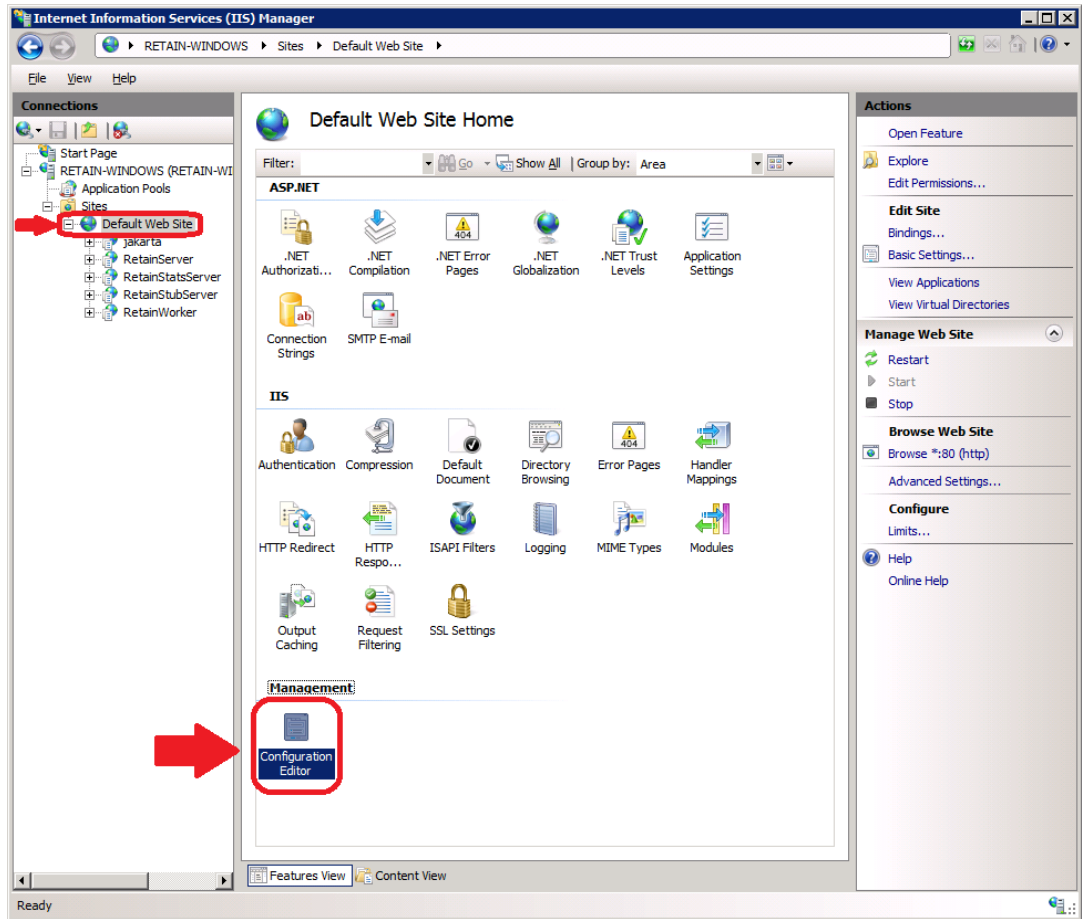 Internet Information Services (IIS) Manager
RETAIN-WINDOWS Sites Default Web Site
File View Help
Connections
Start Page
RETAIN-WINDOWS (RETAIN-WI
Application Pools
Sites
Default Web Site
jakarta
RetainServer
RetainStatsServer
RetainStubServer
RetainWorker
Default Web Site Home
Filter: Go Show All Group by: Area
ASP.NET
.NET Authorizati...
.NET Compilation
.NET Error Pages
404
.NET Globalization
.NET Trust Levels
Application Settings
ab
Connection Strings
SMTP E-mail
IIS
Authentication
Compression
Default Document
Directory Browsing
404
Error Pages
Handler Mappings
HTTP Redirect
HTTP Respo...
ISAPI Filters
Logging
MIME Types
Modules
Output Caching
Request Filtering
SSL Settings
Management
Configuration Editor
Features View Content View
Actions
Open Feature
Explore
Edit Permissions...
Edit Site
Bindings...
Basic Settings...
View Applications
View Virtual Directories
Manage Web Site
Restart
Start
Stop
Browse Web Site
Browse *:80 (http)
Advanced Settings...
Configure
Limits...
Help
Online Help
Ready